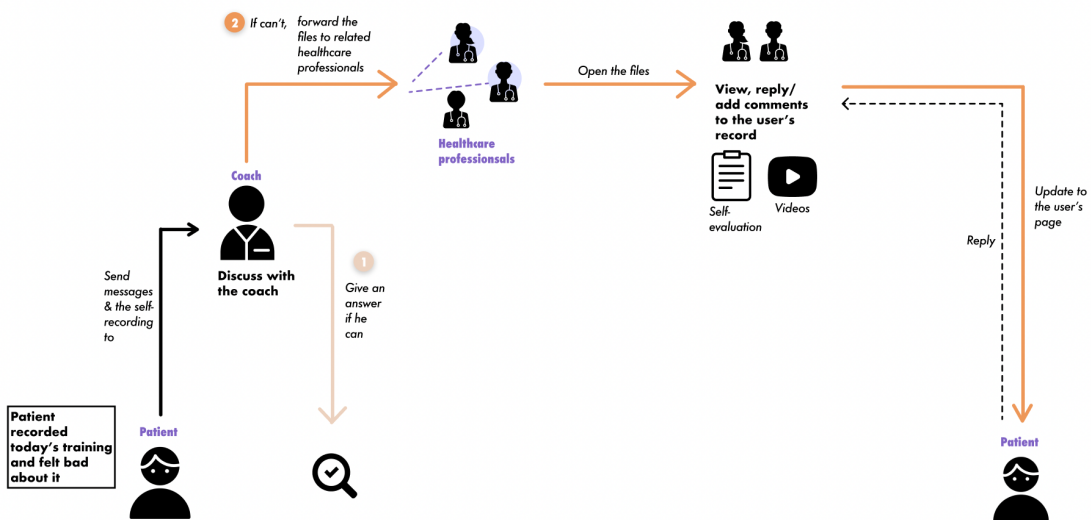 2
If can't,
forward the
files to related
healthcare
professionals
Healthcare
professionsals
Open the files
View, reply/
add comments
to the user's
record
Self-
evaluation
Videos
Update to
the user's
page
Reply
Coach
Discuss with
the coach
1
Give an
answer
if he
can
Send
messages
& the self-
recording
to
Patient
recorded
today's training
and felt bad
about it
Patient
Patient